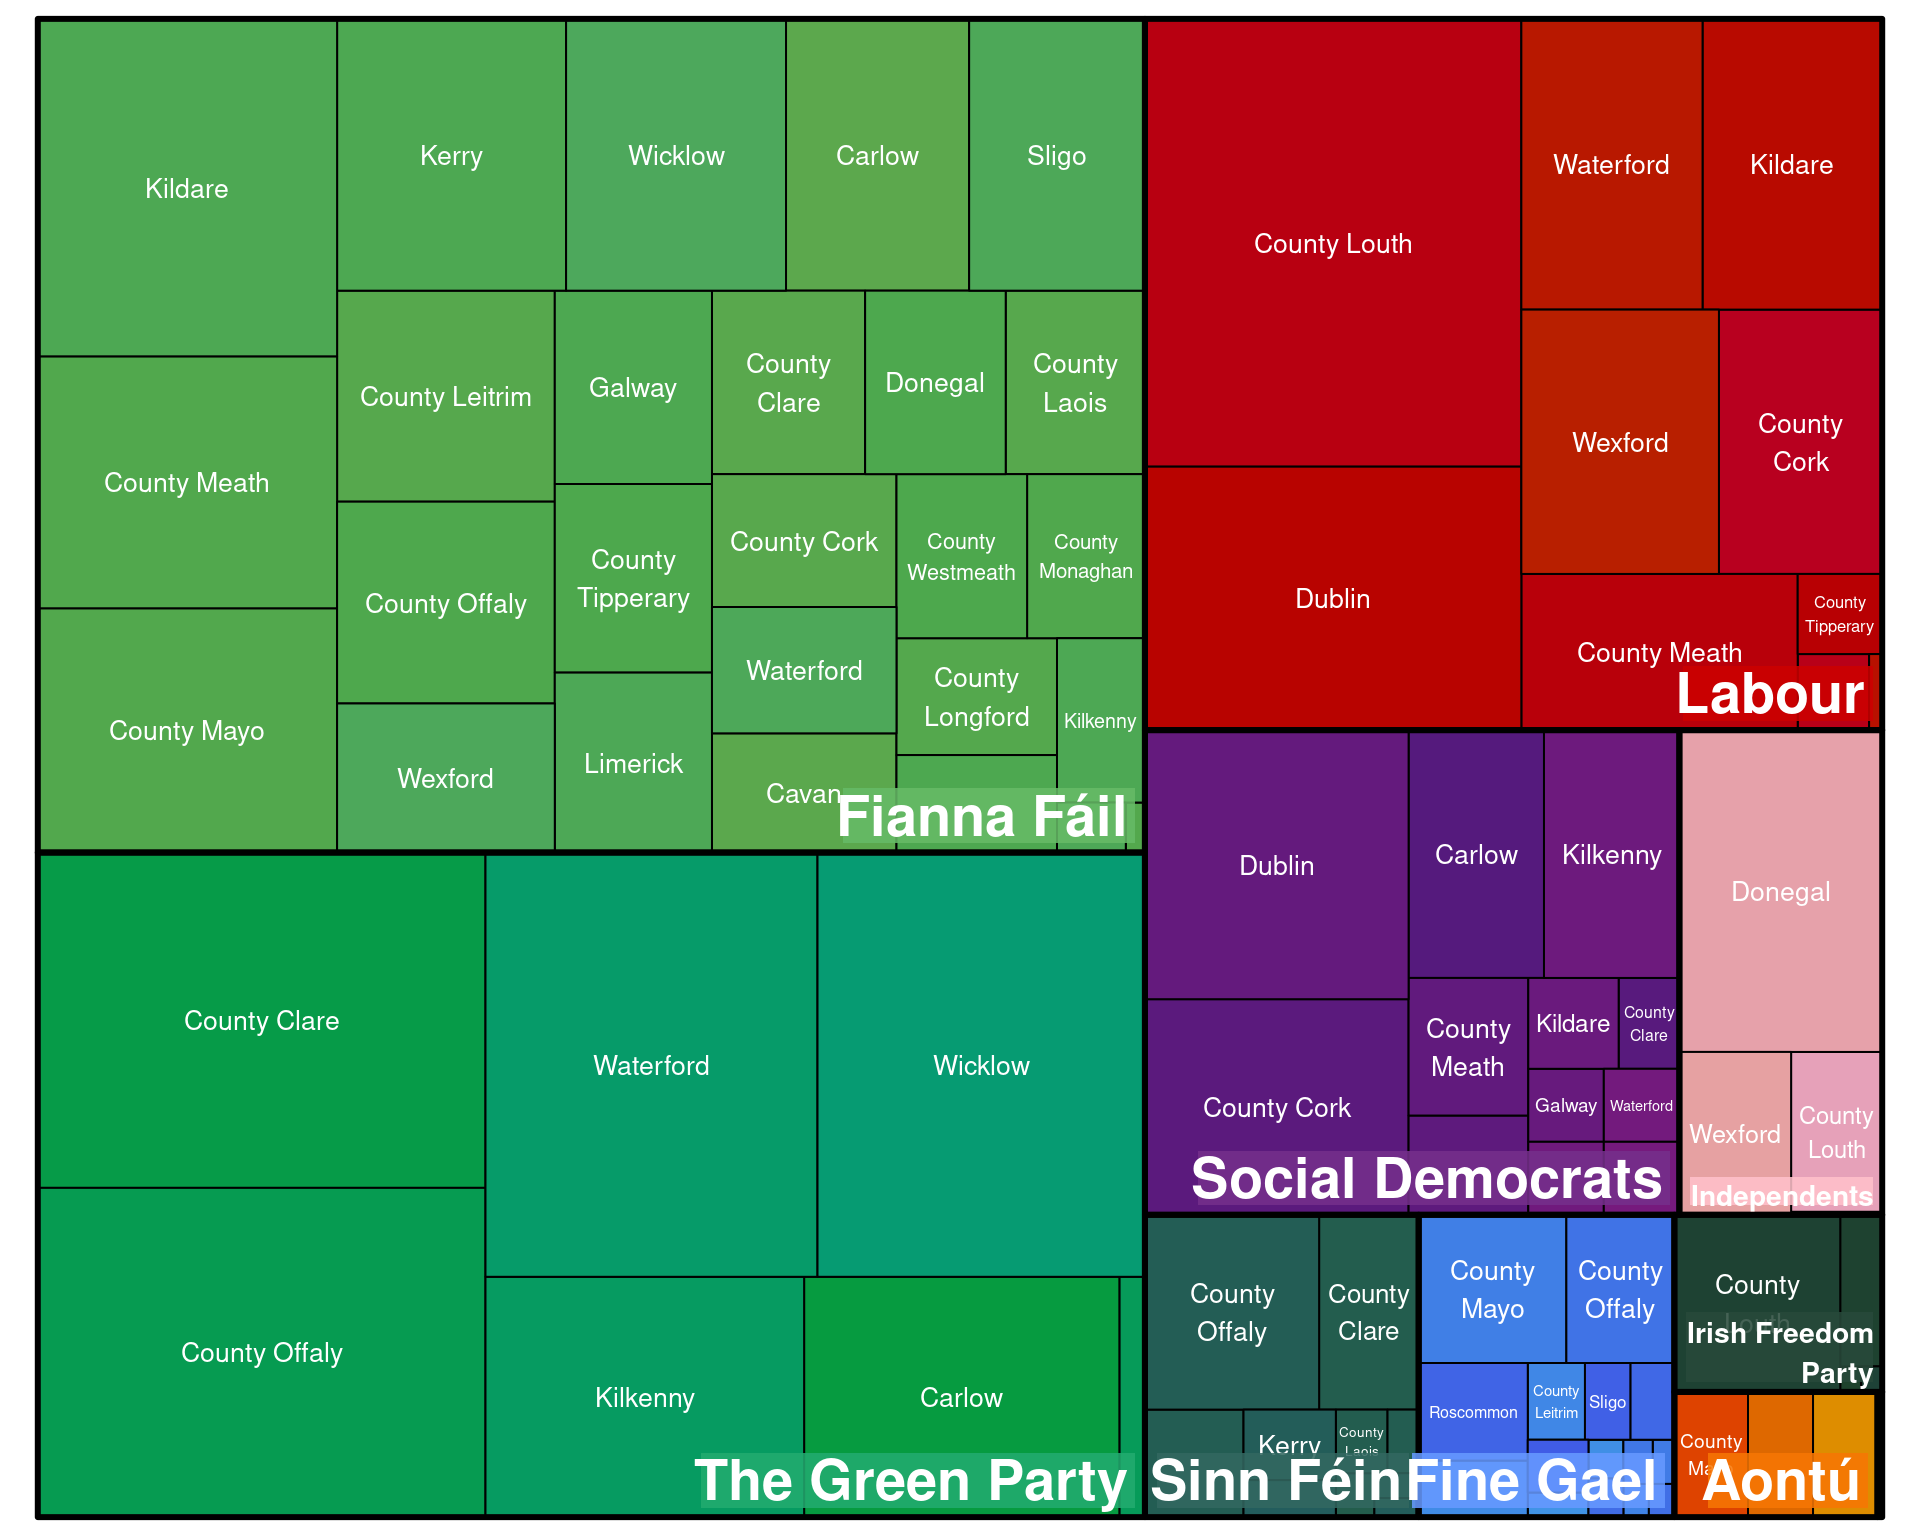 Kildare
Kerry
Wicklow
Carlow
Sligo
County Meath
County Mayo
County Leitrim
Galway
County
Clare
Donegal
County
Laois
County Offaly
County
Tipperary
County Cork
County
Westmeath
County
Monaghan
Wexford
Limerick
Waterford
County
Longford
Kilkenny
Cavan
Fianna Fáil
County Louth
Waterford
Kildare
Dublin
Wexford
County
Cork
County Meath
County
Tipperary
Labour
County Clare
Waterford
Wicklow
County Offaly
Kilkenny
Carlow
The Green Party
Dublin
Carlow
Kilkenny
County Cork
County
Meath
Kildare
County
Clare
Galway
Waterford
Social Democrats
Donegal
Wexford
County
Louth
Independents
County
Offaly
County
Clare
Kerry
County
Laois
Sinn Féin
County
Mayo
County
Offaly
Roscommon
County
Leitrim
Sligo
Fine Gael
County
Louth
Irish Freedom
Party
County
Aontú